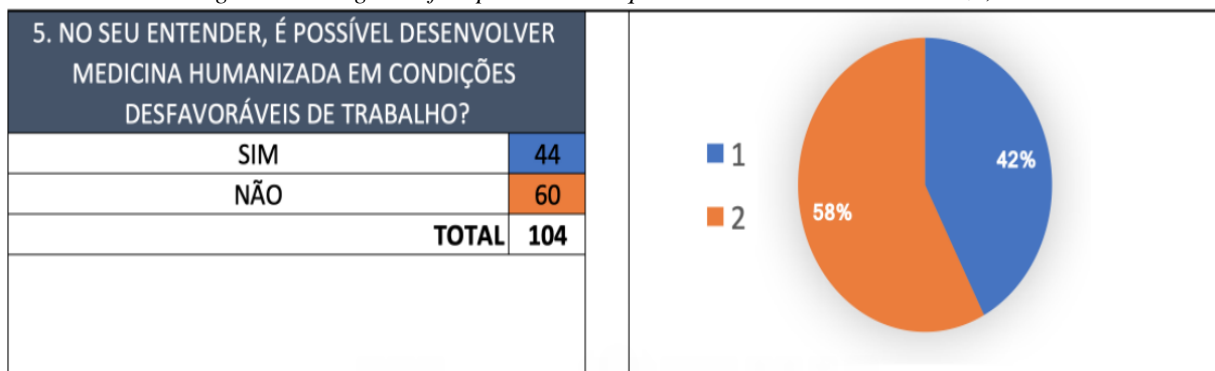 5. NO SEU ENTENDER, É POSSÍVEL DESENVOLVER
MEDICINA HUMANIZADA EM CONDIÇÕES
DESFAVORÁVEIS DE TRABALHO?
SIM 44
NÃO 60
TOTAL 104
1
2
42%
58%